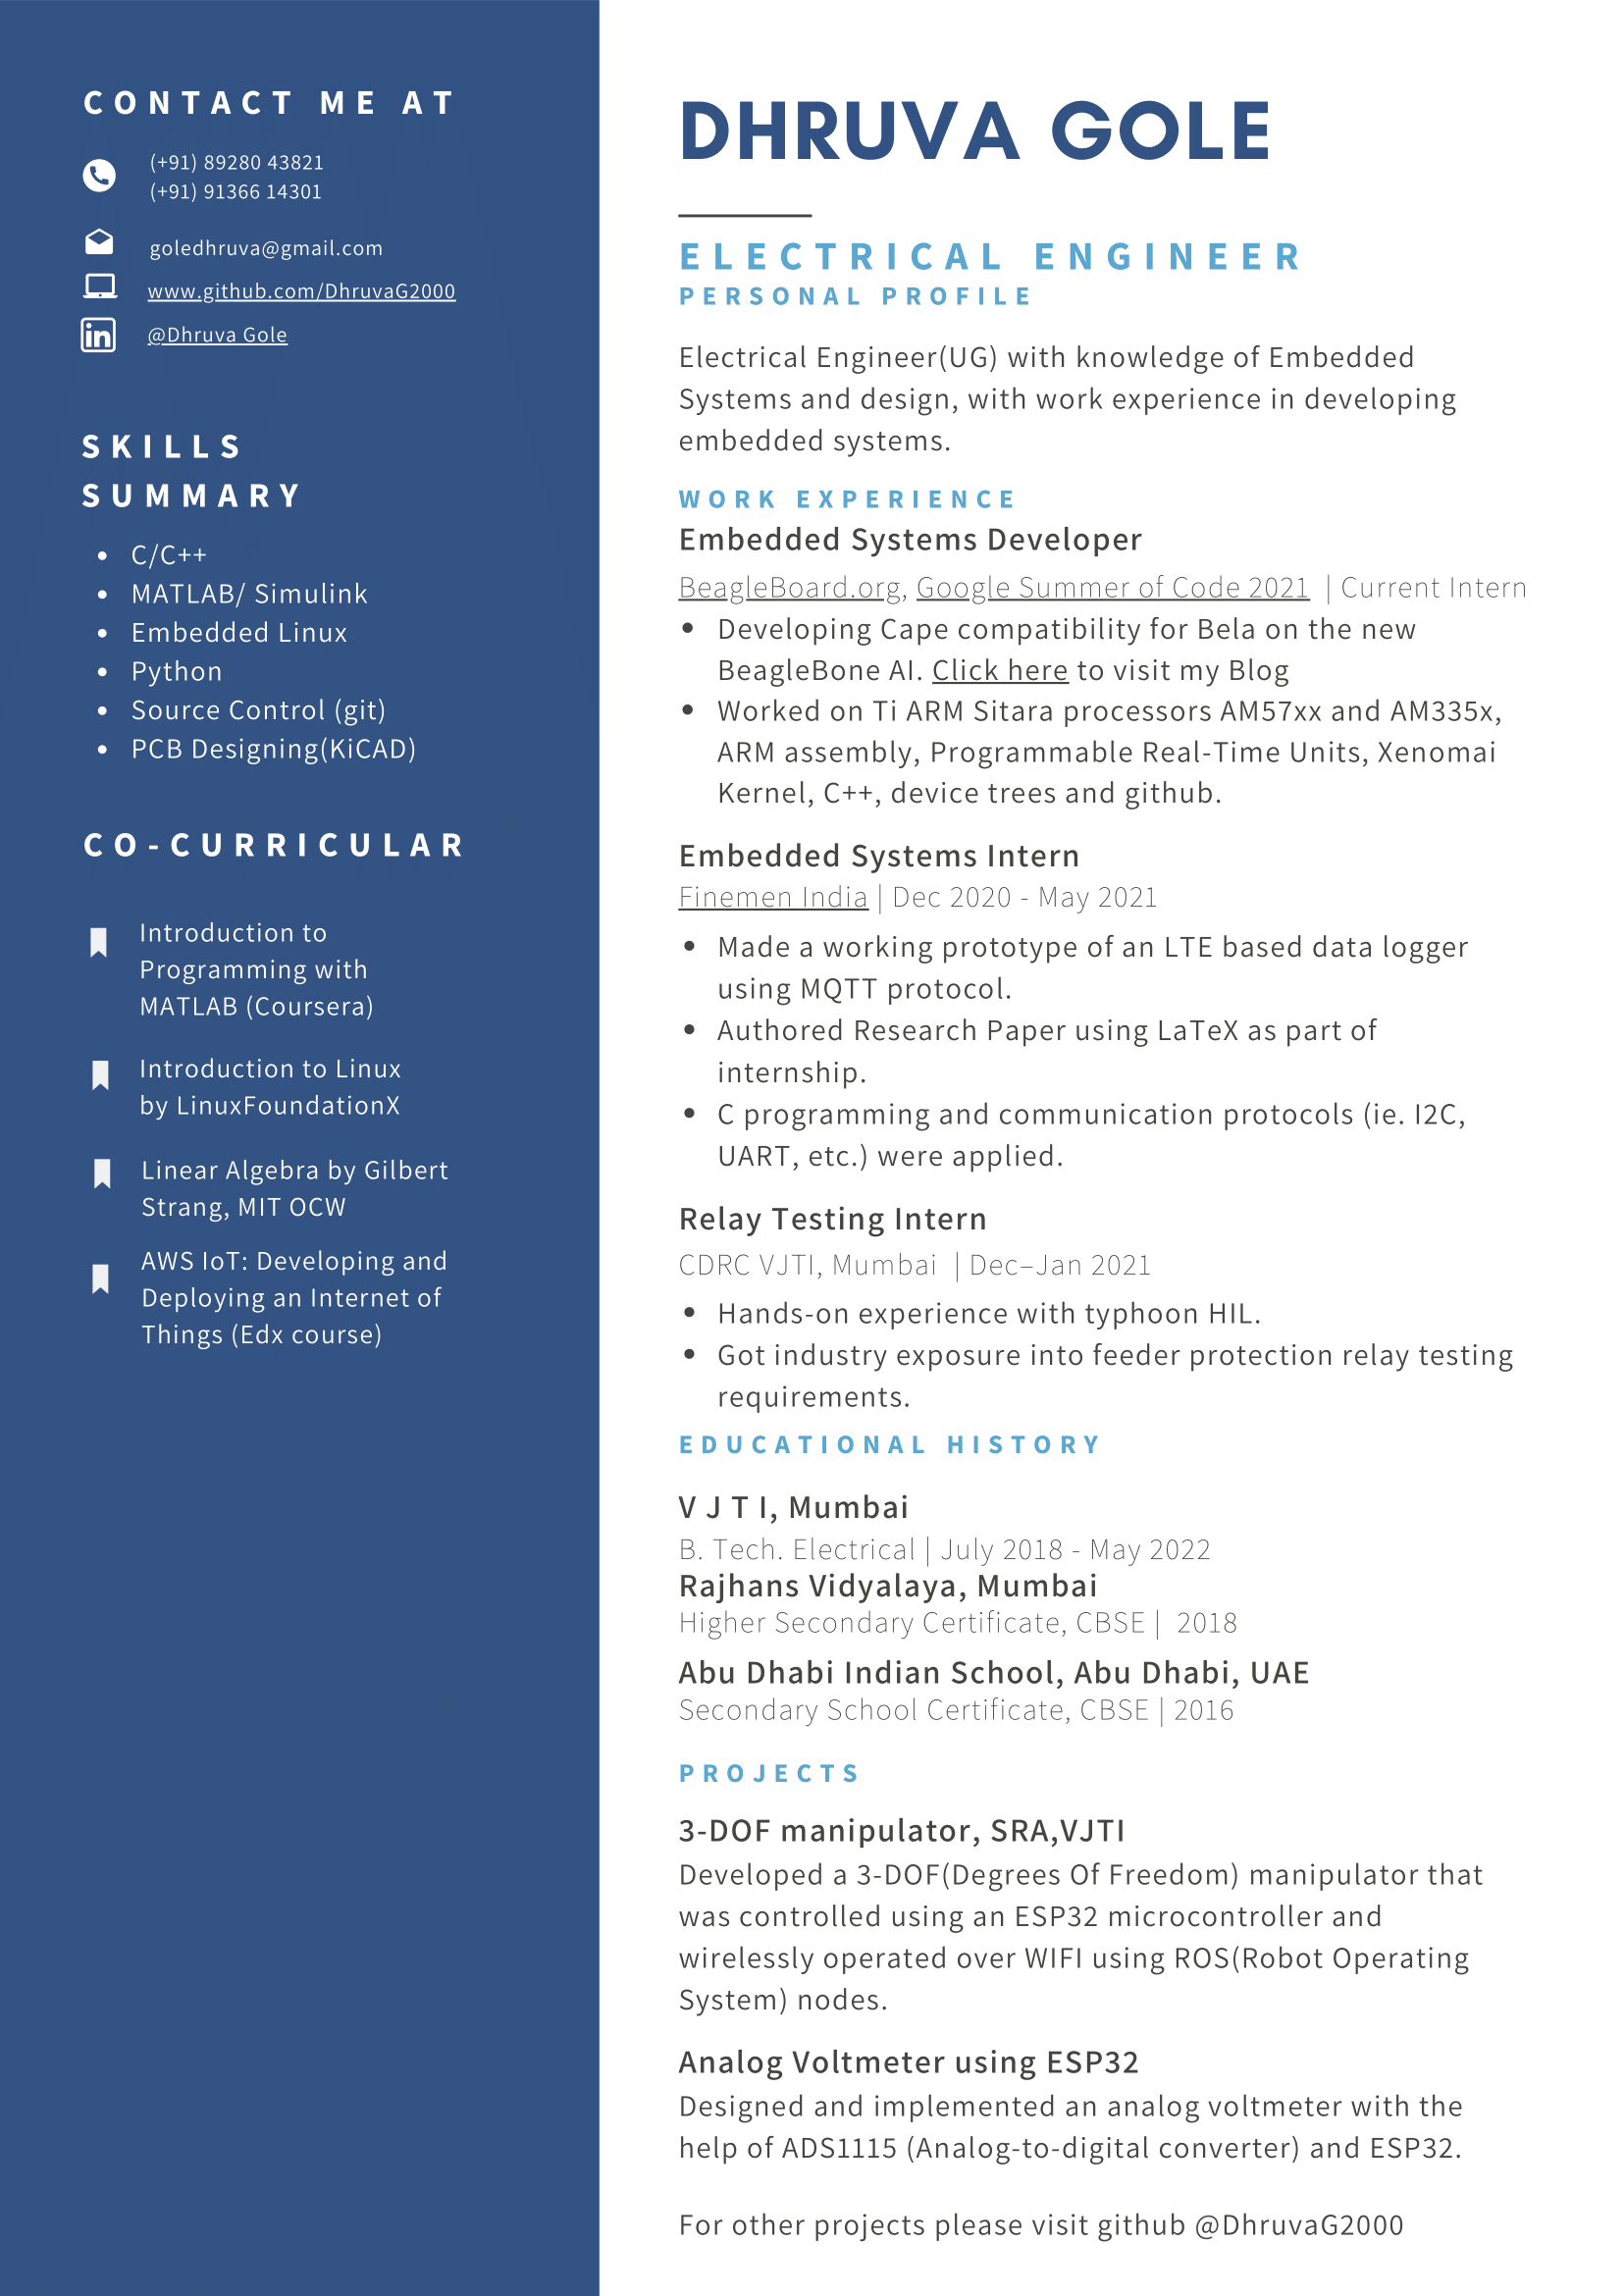 CONTACT ME AT
(+91) 89280 43821
(+91) 91366 14301
goledhruva@gmail.com
www.github.com/DhruvaG2000
@Dhruva Gole
SKILLS
SUMMARY
• C/C++
• MATLAB/ Simulink
• Embedded Linux
• Python
• Source Control (git)
• PCB Designing(KiCAD)
CO-CURRICULAR
Introduction to
Programming with
MATLAB (Coursera)
Introduction to Linux
by LinuxFoundationX
Linear Algebra by Gilbert
Strang, MIT OCW
AWS IoT: Developing and
Deploying an Internet of
Things (Edx course)
DHRUVA GOLE
ELECTRICAL ENGINEER
PERSONAL PROFILE
Electrical Engineer(UG) with knowledge of Embedded
Systems and design, with work experience in developing
embedded systems.
WORK EXPERIENCE
Embedded Systems Developer
BeagleBoard.org, Google Summer of Code 2021 | Current Intern
• Developing Cape compatibility for Bela on the new
BeagleBone AI. Click here to visit my Blog
• Worked on Ti ARM Sitara processors AM57xx and AM335x,
ARM assembly, Programmable Real-Time Units, Xenomai
Kernel, C++, device trees and github.
Embedded Systems Intern
Finemen India | Dec 2020 - May 2021
• Made a working prototype of an LTE based data logger
using MQTT protocol.
• Authored Research Paper using LaTeX as part of
internship.
• C programming and communication protocols (ie. I2C,
UART, etc.) were applied.
Relay Testing Intern
CDRC VJTI, Mumbai | Dec–Jan 2021
• Hands-on experience with typhoon HIL.
• Got industry exposure into feeder protection relay testing
requirements.
EDUCATIONAL HISTORY
V J T I, Mumbai
B. Tech. Electrical | July 2018 - May 2022
Rajhans Vidyalaya, Mumbai
Higher Secondary Certificate, CBSE | 2018
Abu Dhabi Indian School, Abu Dhabi, UAE
Secondary School Certificate, CBSE | 2016
PROJECTS
3-DOF manipulator, SRA,VJTI
Developed a 3-DOF(Degrees Of Freedom) manipulator that
was controlled using an ESP32 microcontroller and
wirelessly operated over WIFI using ROS(Robot Operating
System) nodes.
Analog Voltmeter using ESP32
Designed and implemented an analog voltmeter with the
help of ADS1115 (Analog-to-digital converter) and ESP32.
For other projects please visit github @DhruvaG2000